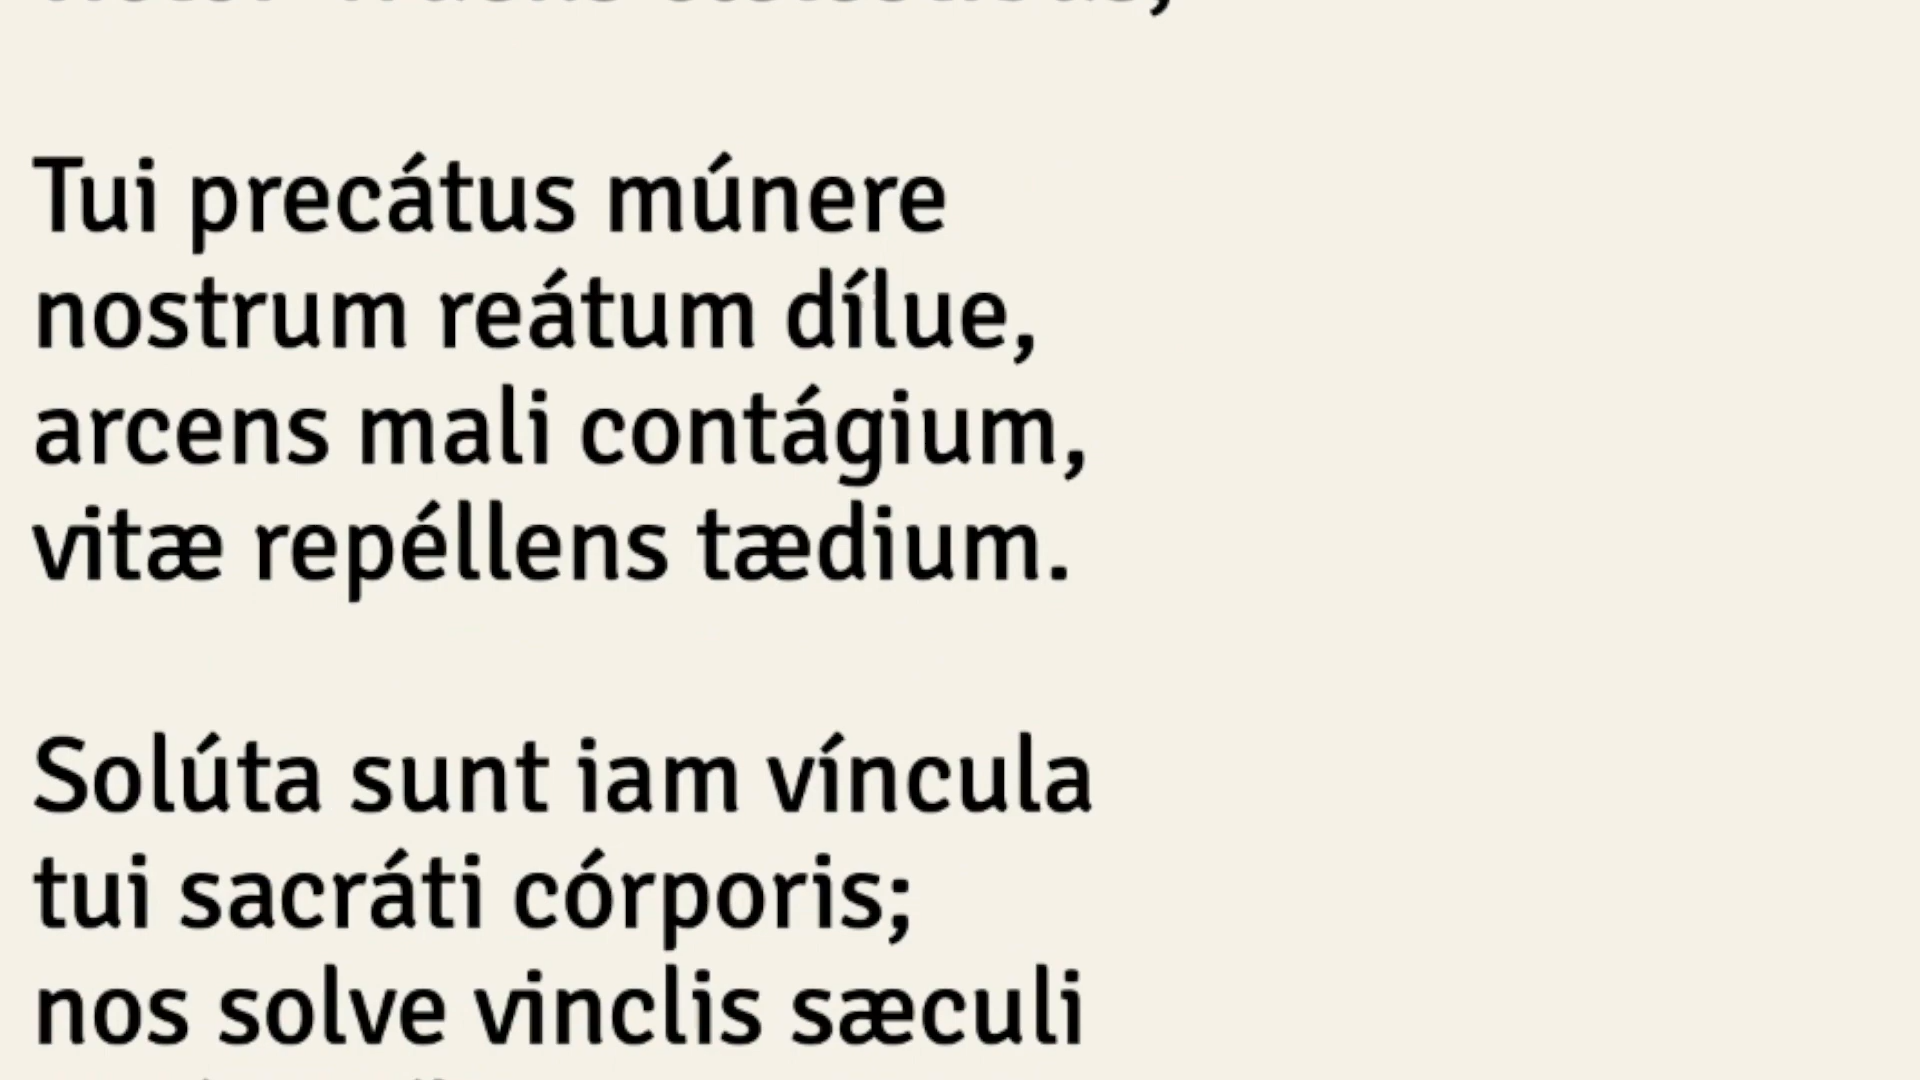 Tui precátus múnere
nostrum reátum dílue,
arcens mali contágium,
vitæ repéllens tædium.
Solúta sunt iam víncula
tui sacráti córporis;
nos solve vinclis sæculi